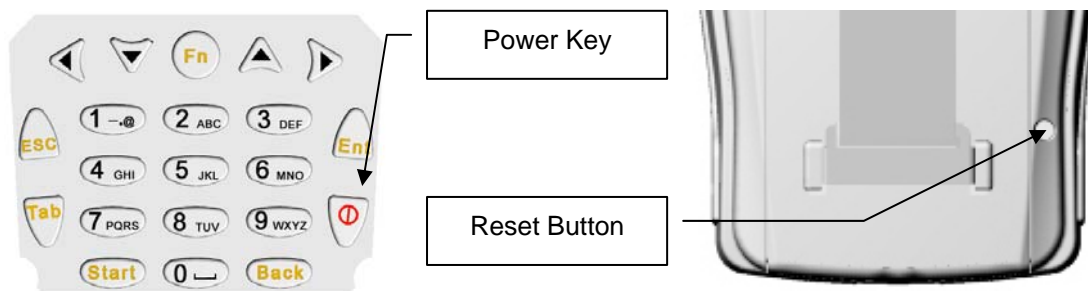 Fn
Power Key
1 -.@ 2 ABC 3 DEF
ESC Ent
4 GHI 5 JKL 6 MNO
Tab
7 PQRS 8 TUV 9 WXYZ
Reset Button
Start 0 Back